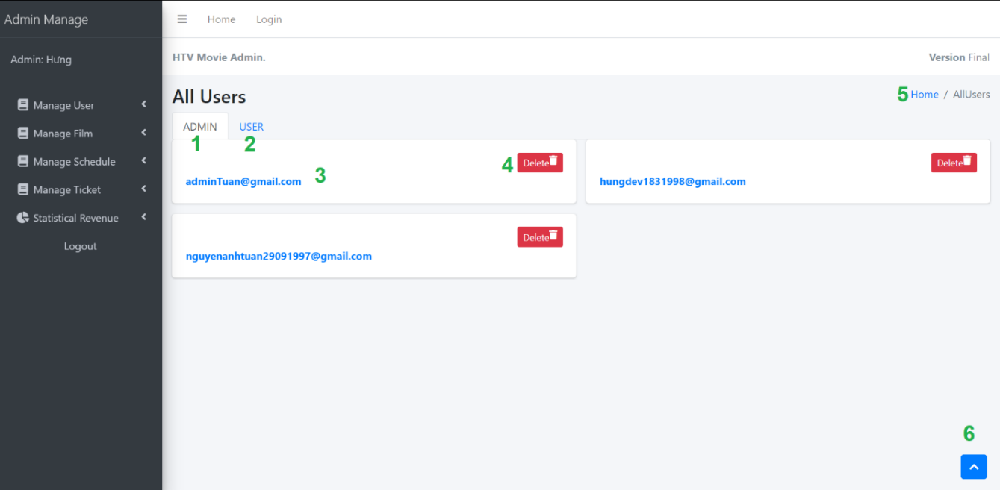 Admin Manage
Home
Login
HTV Movie Admin.
Version Final
Admin: Hưng
Manage User
Manage Film
Manage Schedule
Manage Ticket
Statistical Revenue
Logout
All Users
5 Home / AllUsers
ADMIN
USER
1
2
3
4 Delete
adminTuan@gmail.com
Delete
hungdev1831998@gmail.com
Delete
nguyenanhtuan29091997@gmail.com
6